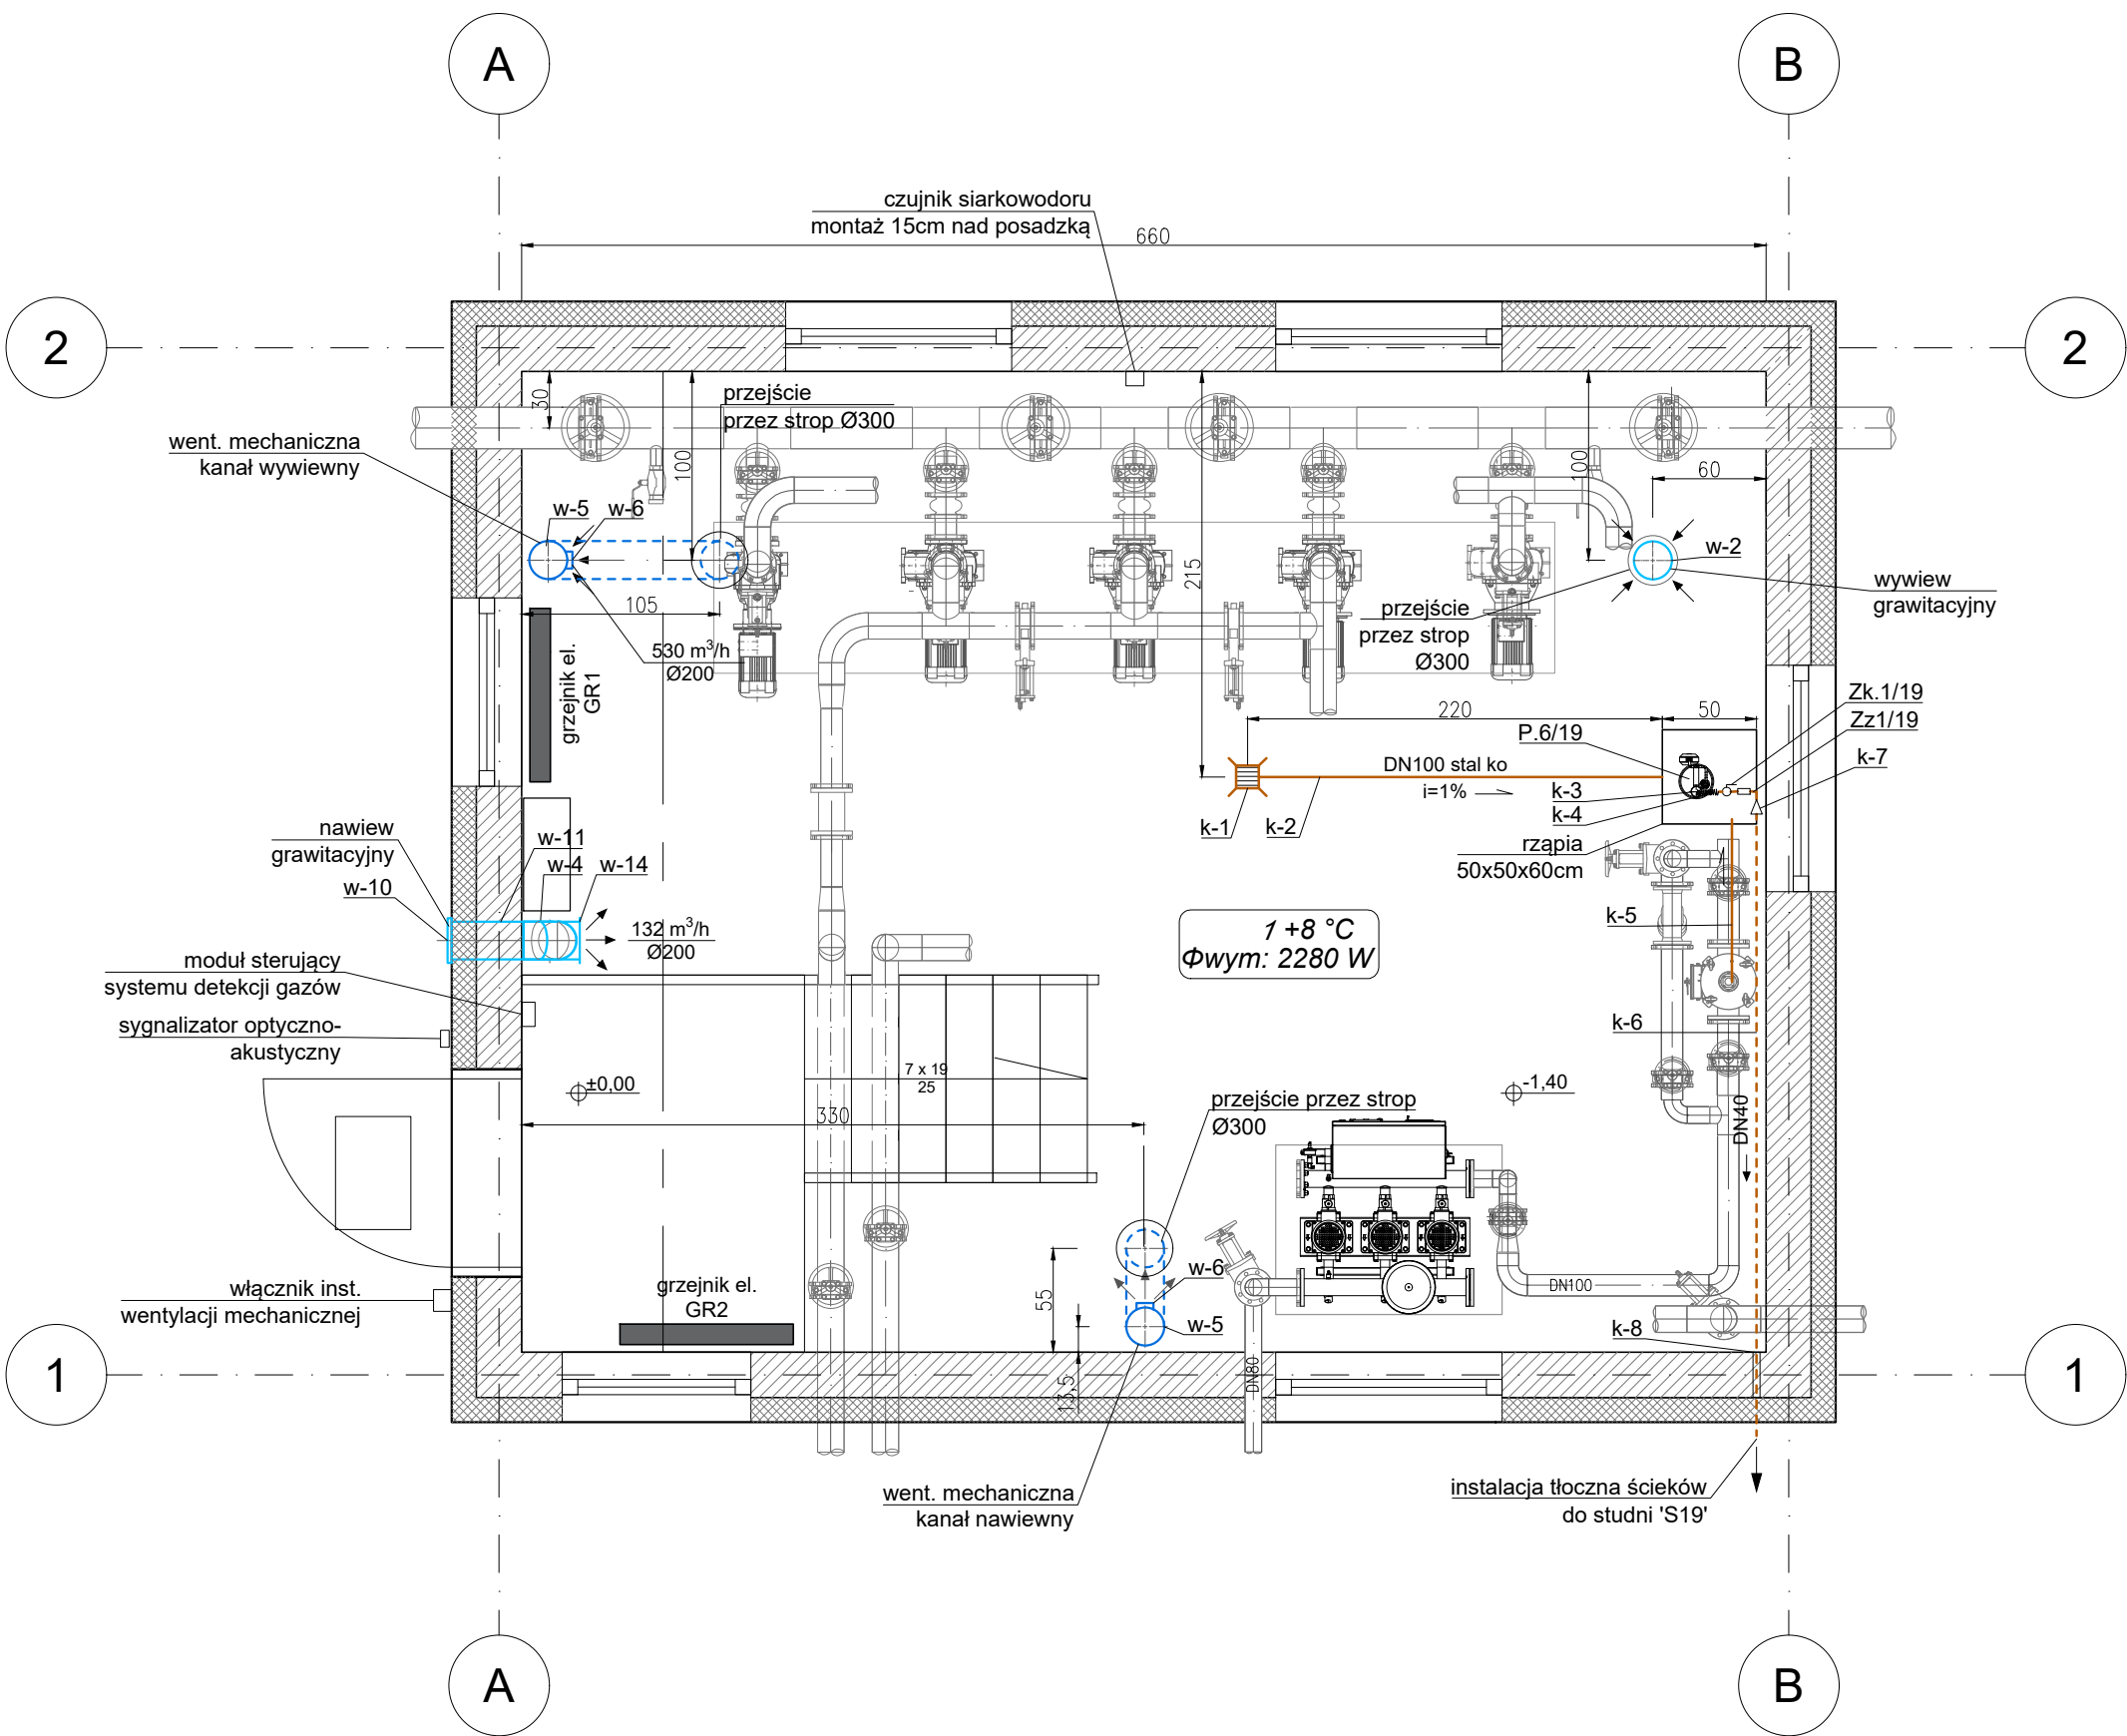 A
B
czujnik siarkowodoru
montaż 15cm nad posadzką
660
2
2
30
przejście
przez strop Ø300
went. mechaniczna
kanał wywiewny
100
100
60
w-5
w-6
w-2
215
wywiew
grawitacyjny
105
przejście
przez strop
Ø300
530 m³/h
Ø200
grzejnik el.
GR1
220
50
Zk.1/19
P.6/19
Zz1/19
DN100 stal ko
k-7
i=1%
k-3
k-4
k-1
k-2
nawiew
grawitacyjny
w-11
rząpia
50x50x60cm
w-4
w-14
w-10
132 m³/h
Ø200
k-5
1 +8 °C
Φwym: 2280 W
moduł sterujący
systemu detekcji gazów
sygnalizator optyczno-
akustyczny
k-6
7 x 19
25
±0,00
-1,40
przejście przez strop
Ø300
330
DN40
włącznik inst.
wentylacji mechanicznej
grzejnik el.
GR2
w-6
55
DN100
w-5
k-8
1
1
13,5
DN80
went. mechaniczna
kanał nawiewny
instalacja tłoczna ścieków
do studni 'S19'
A
B